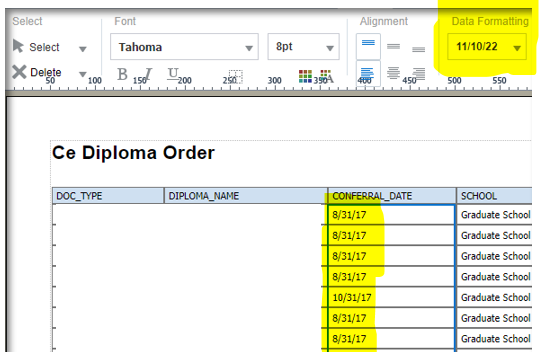 Select Font Alignment Data Formatting
Select Tahoma 8pt 11/10/22
Delete B I U A
50 100 150 200 250 300 350 400 450 500 550
Ce Diploma Order
DOC_TYPE DIPLOMA_NAME CONFERRAL_DATE SCHOOL
8/31/17 Graduate School
8/31/17 Graduate School
8/31/17 Graduate School
8/31/17 Graduate School
10/31/17 Graduate School
8/31/17 Graduate School
8/31/17 Graduate School